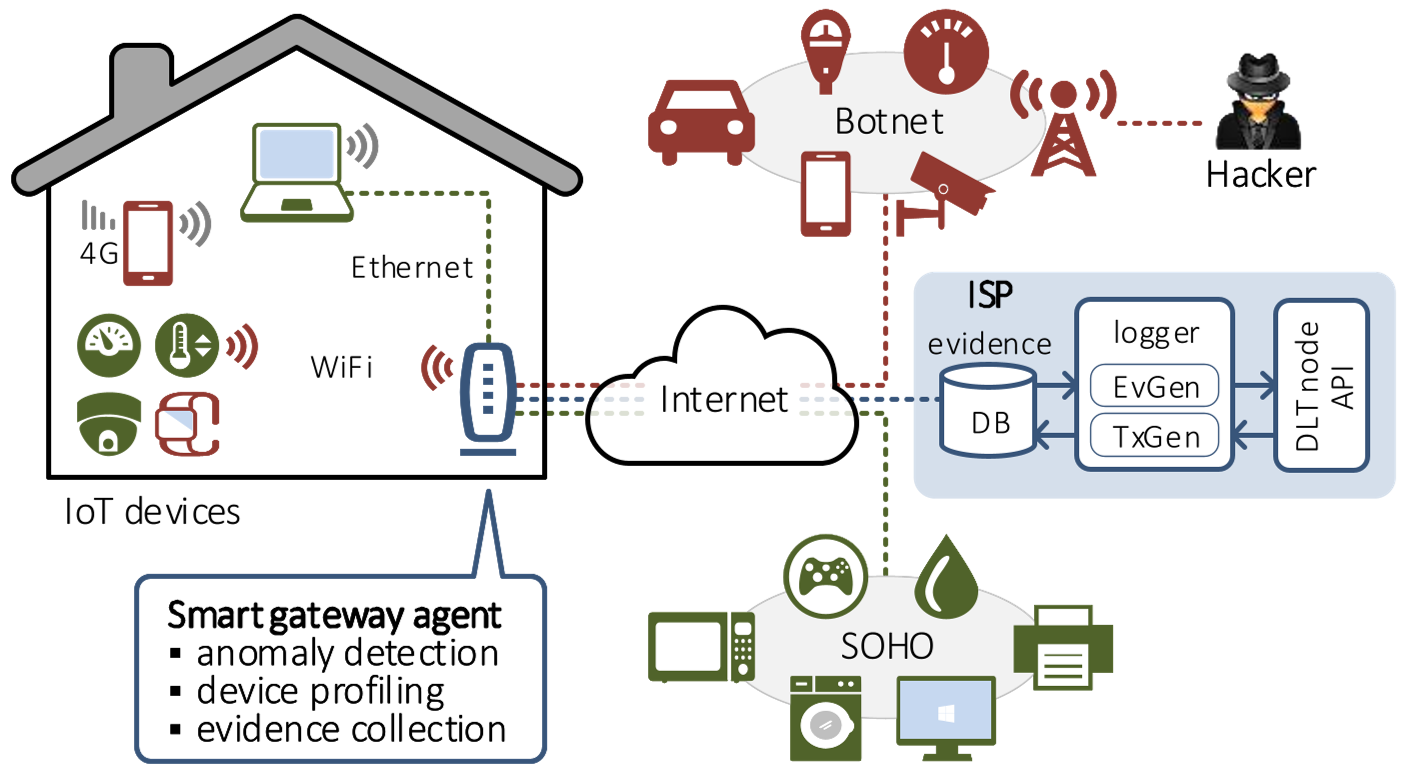 4G
Ethernet
WiFi
IoT devices
Smart gateway agent
▪ anomaly detection
▪ device profiling
▪ evidence collection
Internet
Botnet
Hacker
ISP
evidence
DB
logger
EvGen
TxGen
DLT node
API
SOHO